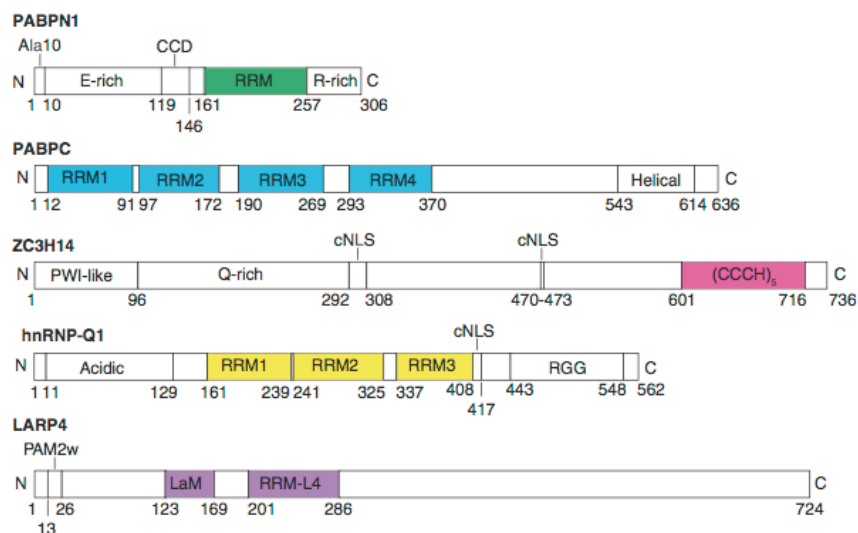 PABPN1
Ala10 CCD
N E-rich RRM R-rich C
1 10 119 161 257 306
146
PABPC
N RRM1 RRM2 RRM3 RRM4 Helical C
1 12 91 97 172 190 269 293 370 543 614 636
cNLS cNLS
ZC3H14
N PWI-like Q-rich (CCCH)5 C
1 96 292 308 470-473 601 716 736
hnRNP-Q1 cNLS
N Acidic RRM1 RRM2 RRM3 RGG C
1 11 129 161 239 241 325 337 408 443 548 562
417
LARP4
PAM2w
N LaM RRM-L4 C
1 26 123 169 201 286 724
13